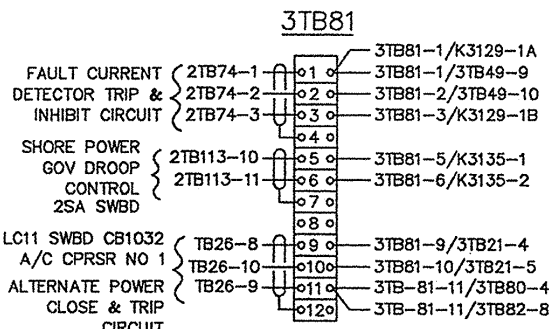 3TB81
3TB81-1/K3129-1A
FAULT CURRENT 2TB74-1 1 3TB81-1/3TB49-9
DETECTOR TRIP & 2TB74-2 2 3TB81-2/3TB49-10
INHIBIT CIRCUIT 2TB74-3 3 3TB81-3/K3129-1B
4
SHORE POWER
2TB113-10 5 3TB81-5/K3135-1
GOV DROOP
2TB113-11 6 3TB81-6/K3135-2
CONTROL
2SA SWBD 7
8
LC11 SWBD CB1032 TB26-8 9 3TB81-9/3TB21-4
A/C CPRSR NO 1 TB26-10 10 3TB81-10/3TB21-5
ALTERNATE POWER TB26-9 11 3TB-81-11/3TB80-4
CLOSE & TRIP 12 3TB-81-11/3TB82-8
CIRCUIT